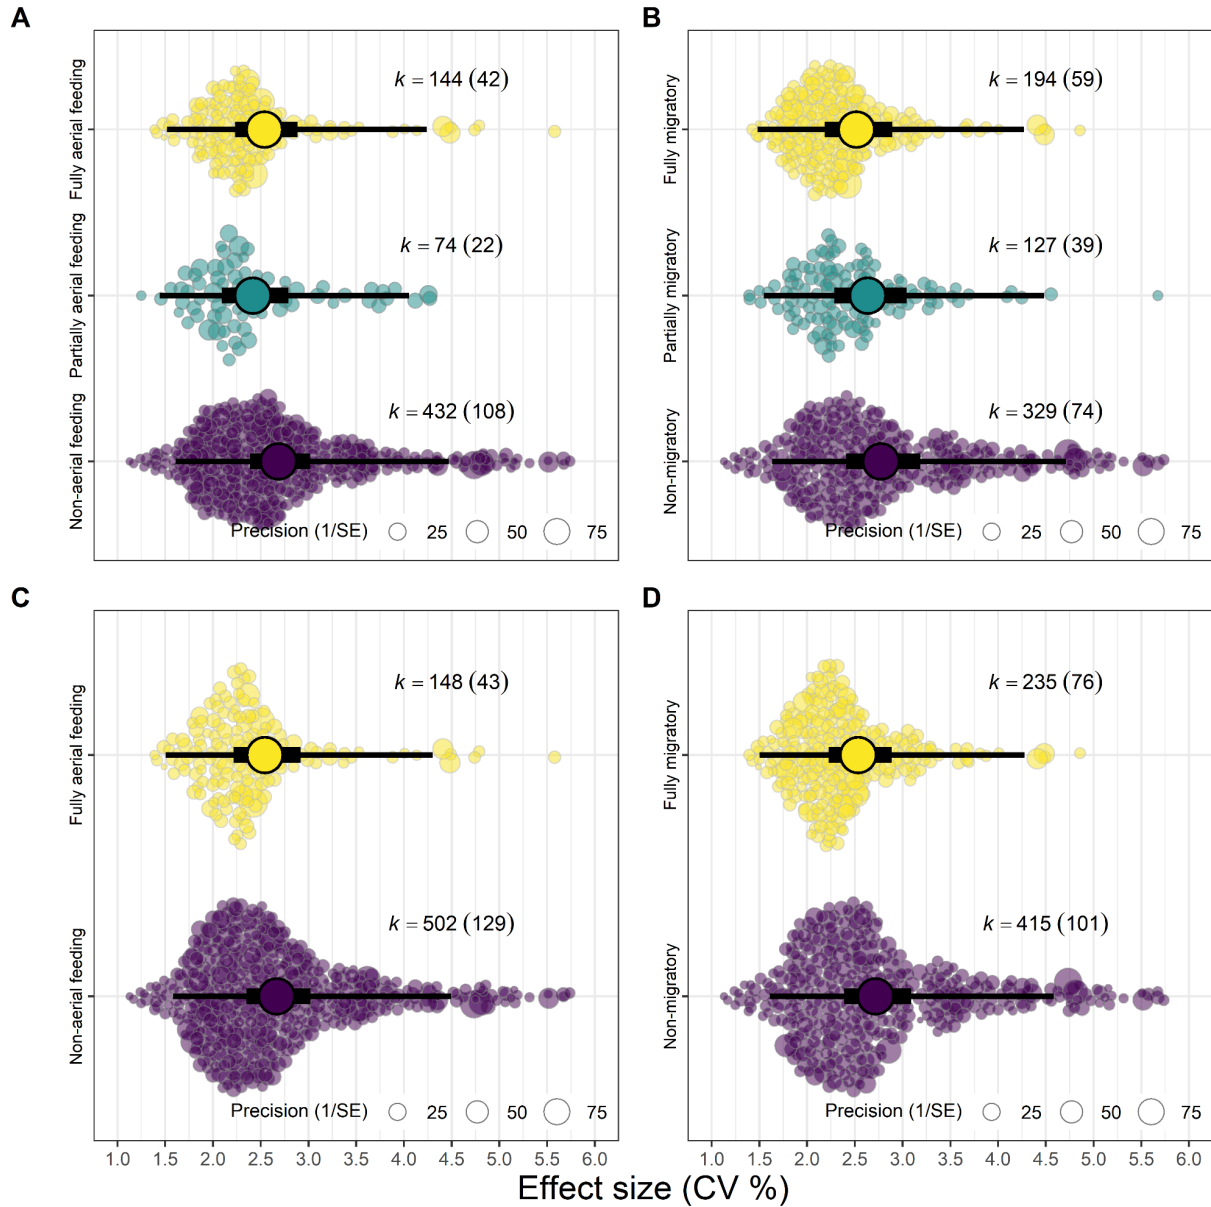 A
Fully aerial feeding
k = 144 (42)
Partially aerial feeding
k = 74 (22)
Non-aerial feeding
k = 432 (108)
Precision (1/SE) 25 50 75
B
Fully migratory
k = 194 (59)
Partially migratory
k = 127 (39)
Non-migratory
k = 329 (74)
Precision (1/SE) 25 50 75
C
Fully aerial feeding
k = 148 (43)
Non-aerial feeding
k = 502 (129)
Precision (1/SE) 25 50 75
1.0 1.5 2.0 2.5 3.0 3.5 4.0 4.5 5.0 5.5 6.0
D
Fully migratory
k = 235 (76)
Non-migratory
k = 415 (101)
Precision (1/SE) 25 50 75
1.0 1.5 2.0 2.5 3.0 3.5 4.0 4.5 5.0 5.5 6.0
Effect size (CV %)